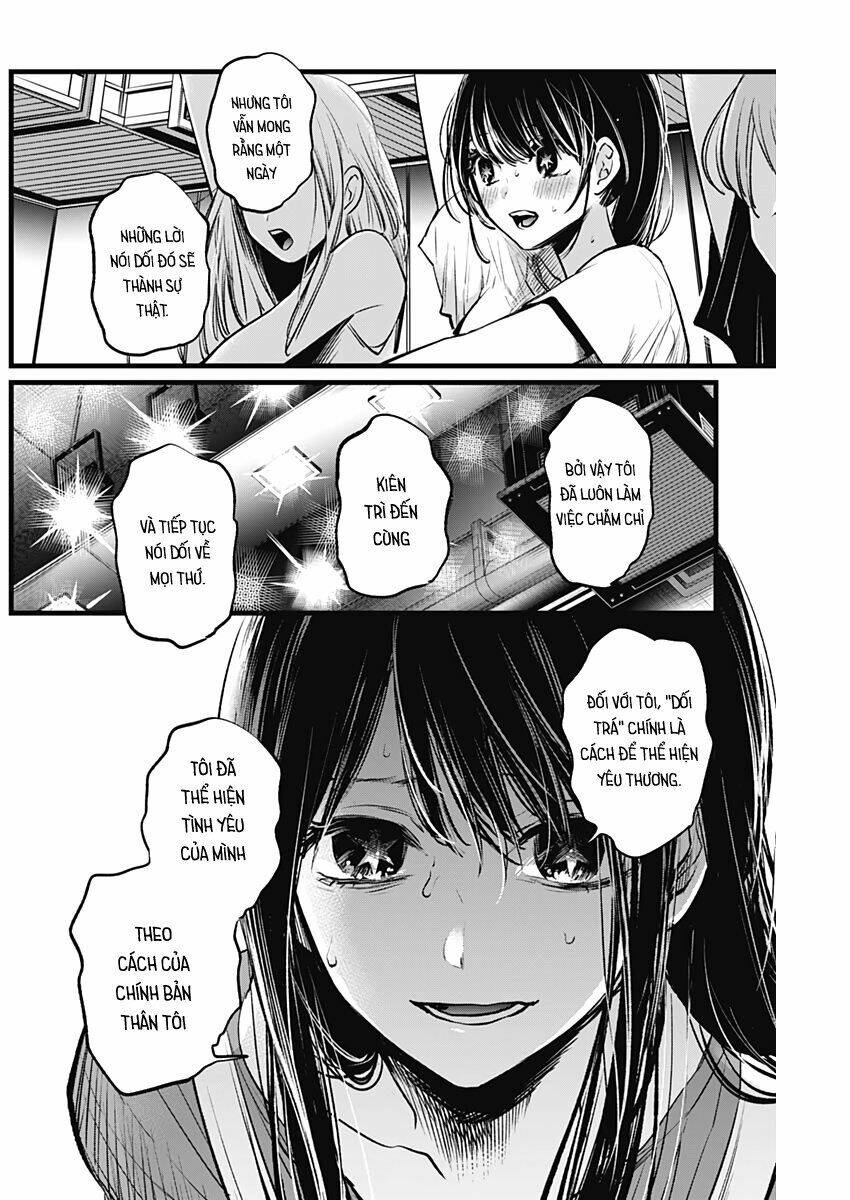 NHƯNG TÔI
VẪN MONG
RẰNG MỘT
NGÀY
NHỮNG LỜI
NÓI DỐI ĐÓ SẼ
THÀNH SỰ
THẬT.
BỞI VẬY TÔI
ĐÃ LUÔN LÀM
VIỆC CHĂM CHỈ
KIÊN
TRÌ ĐẾN
CÙNG
VÀ TIẾP TỤC
NÓI DỐI VỀ
MỌI THỨ.
ĐỐI VỚI TÔI, "DỐI
TRÁ" CHÍNH LÀ
CÁCH ĐỂ THỂ HIỆN
YÊU THƯƠNG.
TÔI ĐÃ
THỂ HIỆN
TÌNH YÊU
CỦA MÌNH
THEO
CÁCH CỦA
CHÍNH BẢN
THÂN TÔI